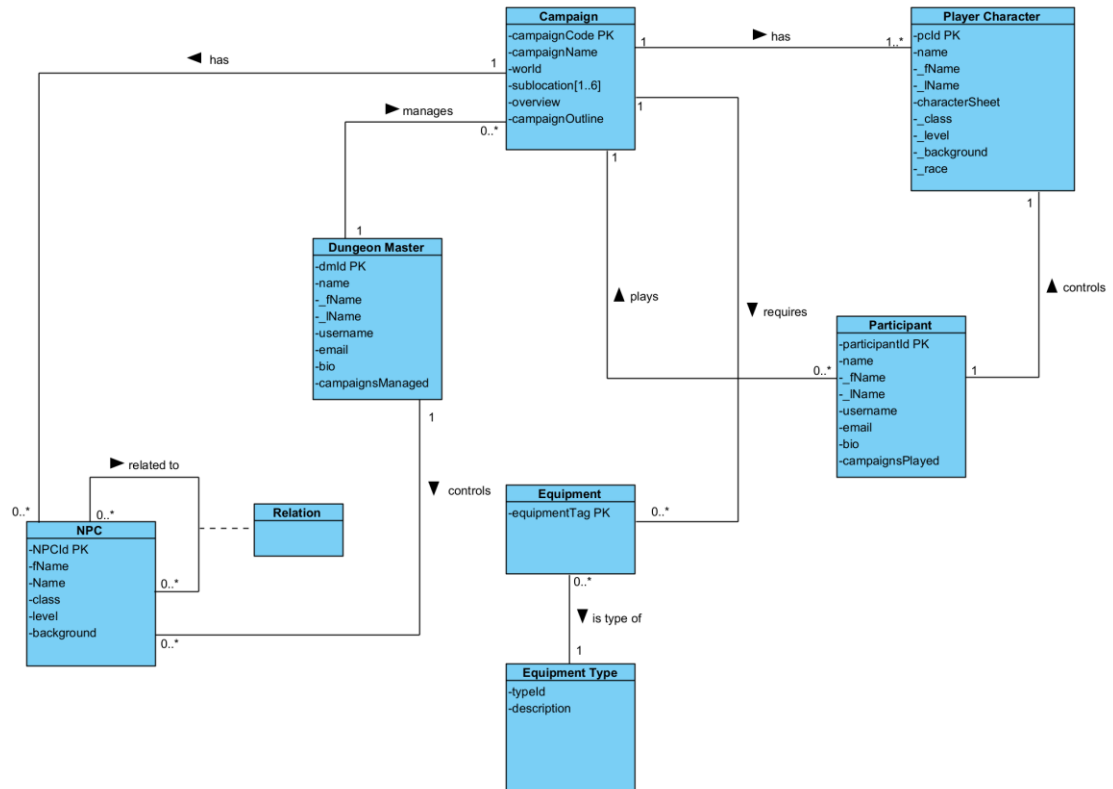 Campaign
-campaignCode PK
-campaignName
-world
-sublocation[1..6]
-overview
-campaignOutline
Player Character
-pcId PK
-name
-_fName
-_lName
-characterSheet
-_class
-_level
-_background
-_race
has
1
1
has
1..*
manages
0..*
1
1
1
Dungeon Master
-dmId PK
-name
-_fName
-_lName
-username
-email
-bio
-campaignsManaged
1
1
controls
plays
requires
Participant
-participantId PK
-name
-_fName
-_lName
-username
-email
-bio
-campaignsPlayed
0..*
1
1
related to
controls
0..*
0..*
NPC
-NPCId PK
-fName
-Name
-class
-level
-background
0..*
0..*
Relation
Equipment
-equipmentTag PK
0..*
0..*
is type of
1
Equipment Type
-typeId
-description